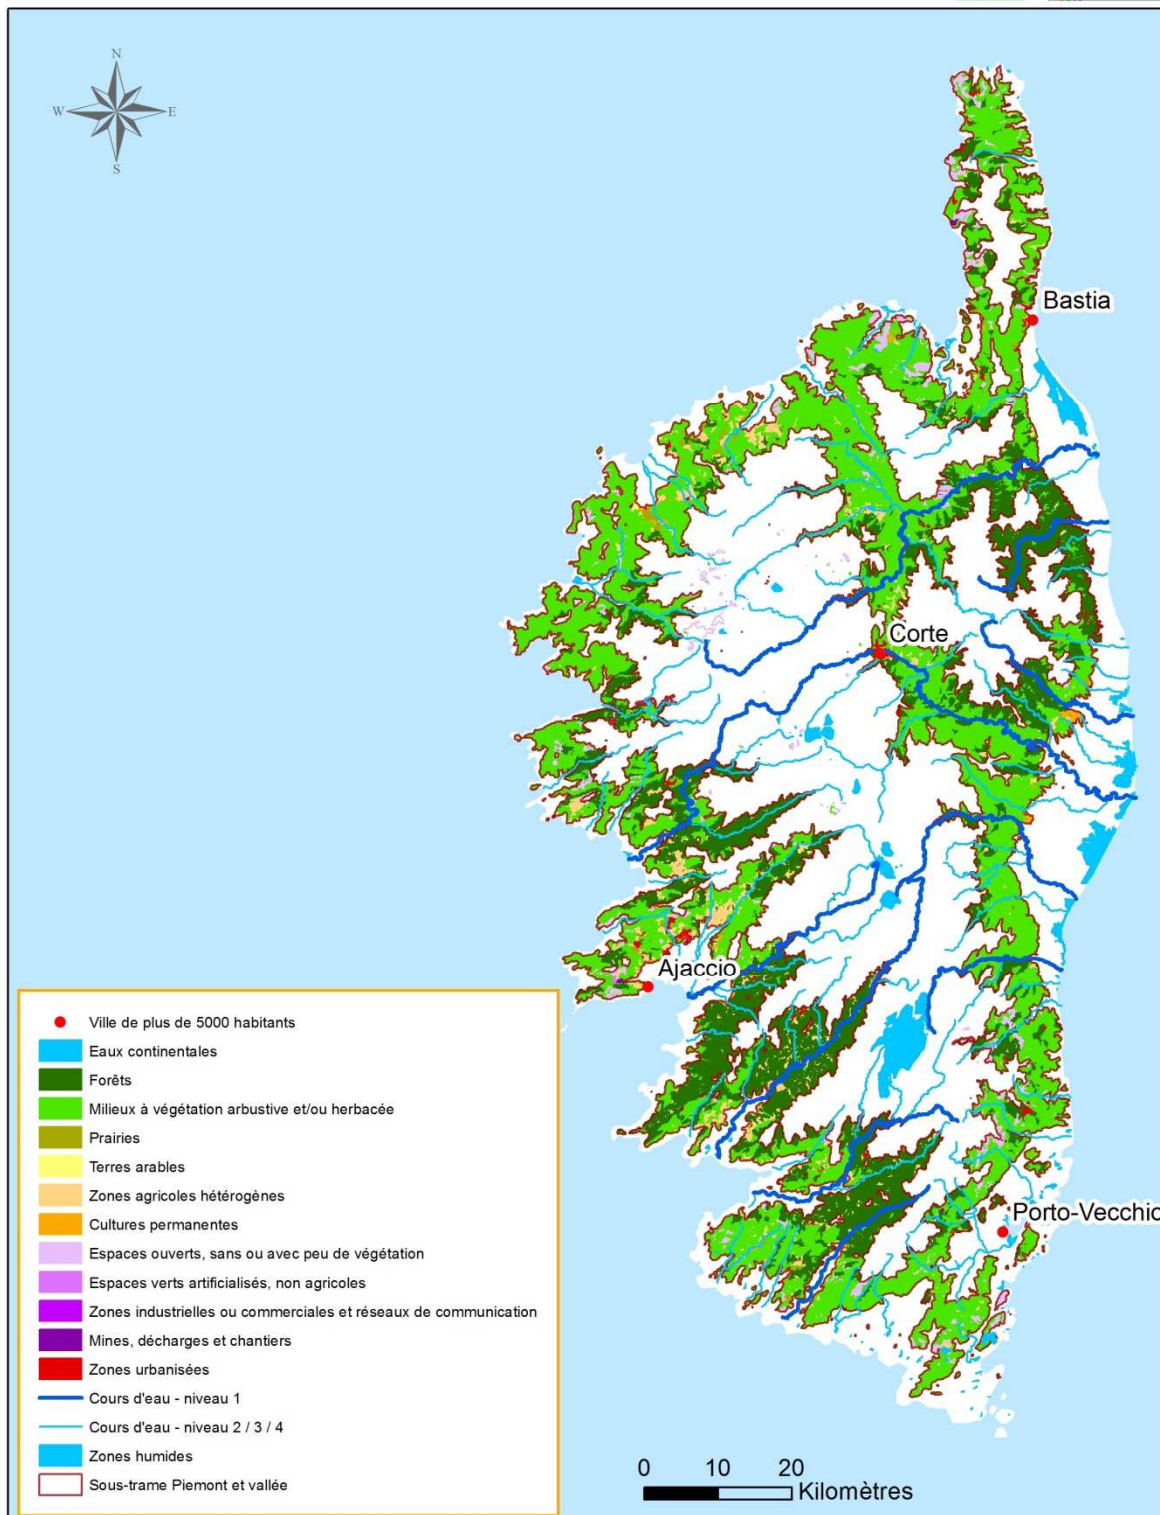 N
W E
S
Bastia
Corte
Ajaccio
Porto-Vecchio
Ville de plus de 5000 habitants
Eaux continentales
Forêts
Milieux à végétation arbustive et/ou herbacée
Prairies
Terres arables
Zones agricoles hétérogènes
Cultures permanentes
Espaces ouverts, sans ou avec peu de végétation
Espaces verts artificialisés, non agricoles
Zones industrielles ou commerciales et réseaux de communication
Mines, décharges et chantiers
Zones urbanisées
Cours d'eau - niveau 1
Cours d'eau - niveau 2 / 3 / 4
Zones humides
Sous-trame Piemont et vallée
0 10 20
Kilomètres